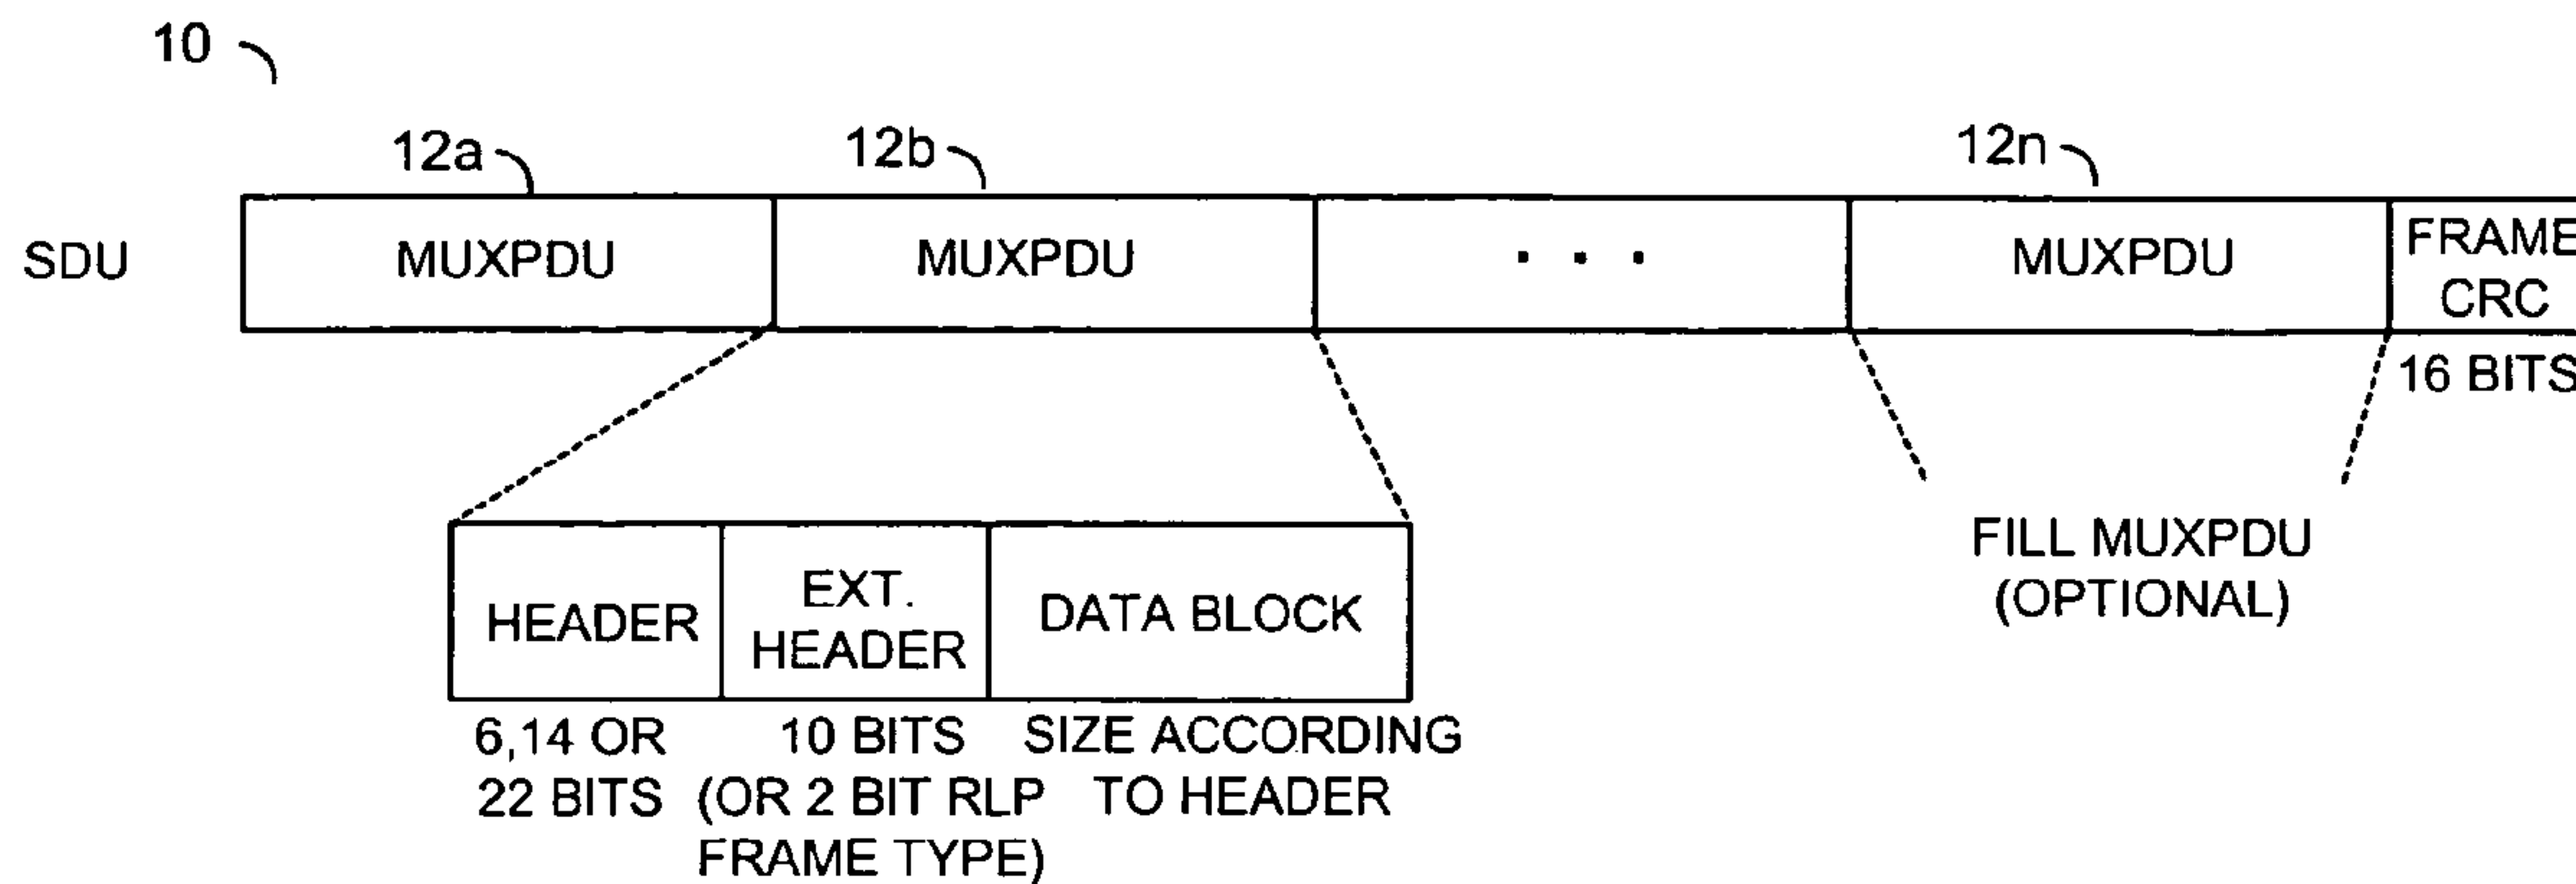 10
12a
12b
12n
SDU
MUXPDU
MUXPDU
. . .
MUXPDU
FRAME
CRC
16 BITS
HEADER
EXT.
HEADER
DATA BLOCK
6,14 OR
22 BITS
10 BITS
(OR 2 BIT RLP
FRAME TYPE)
SIZE ACCORDING
TO HEADER
FILL MUXPDU
(OPTIONAL)